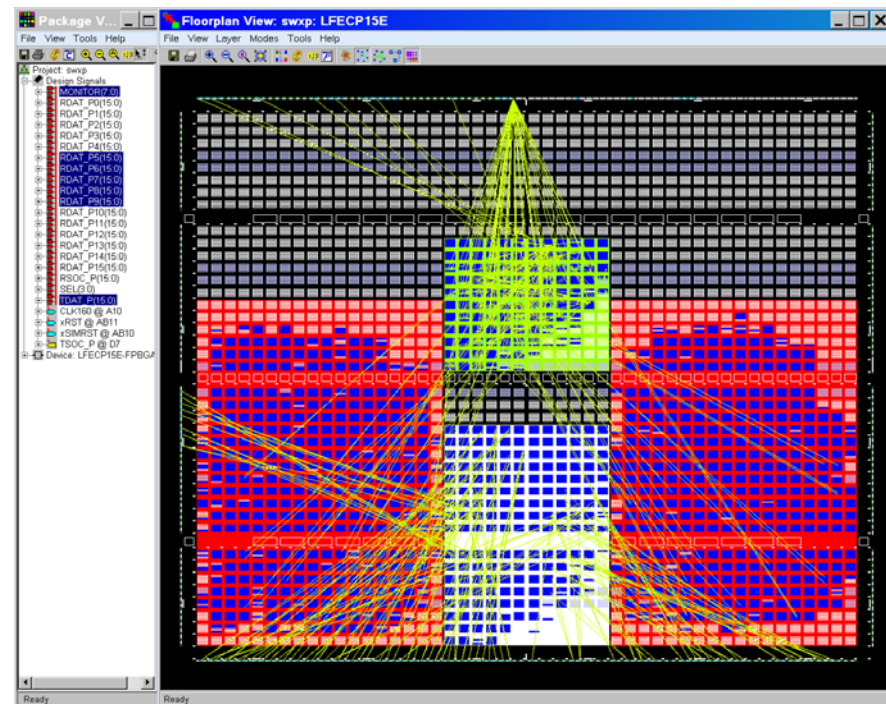 Package V...
File View Tools Help
Project: swxp
Design Signals
MONITOR(7:0)
RDAT_P0(15:0)
RDAT_P1(15:0)
RDAT_P2(15:0)
RDAT_P3(15:0)
RDAT_P4(15:0)
RDAT_P5(15:0)
RDAT_P6(15:0)
RDAT_P7(15:0)
RDAT_P8(15:0)
RDAT_P9(15:0)
RDAT_P10(15:0)
RDAT_P11(15:0)
RDAT_P12(15:0)
RDAT_P13(15:0)
RDAT_P14(15:0)
RDAT_P15(15:0)
RSOC_P(15:0)
SEL(3:0)
TDAT_P(15:0)
CLK160 @ A10
xRST @ AB11
xSIMRST @ AB10
TSOC_P @ D7
Device: LFECP15E-FPBGA
Ready
Floorplan View: swxp: LFECP15E
File View Layer Modes Tools Help
Ready